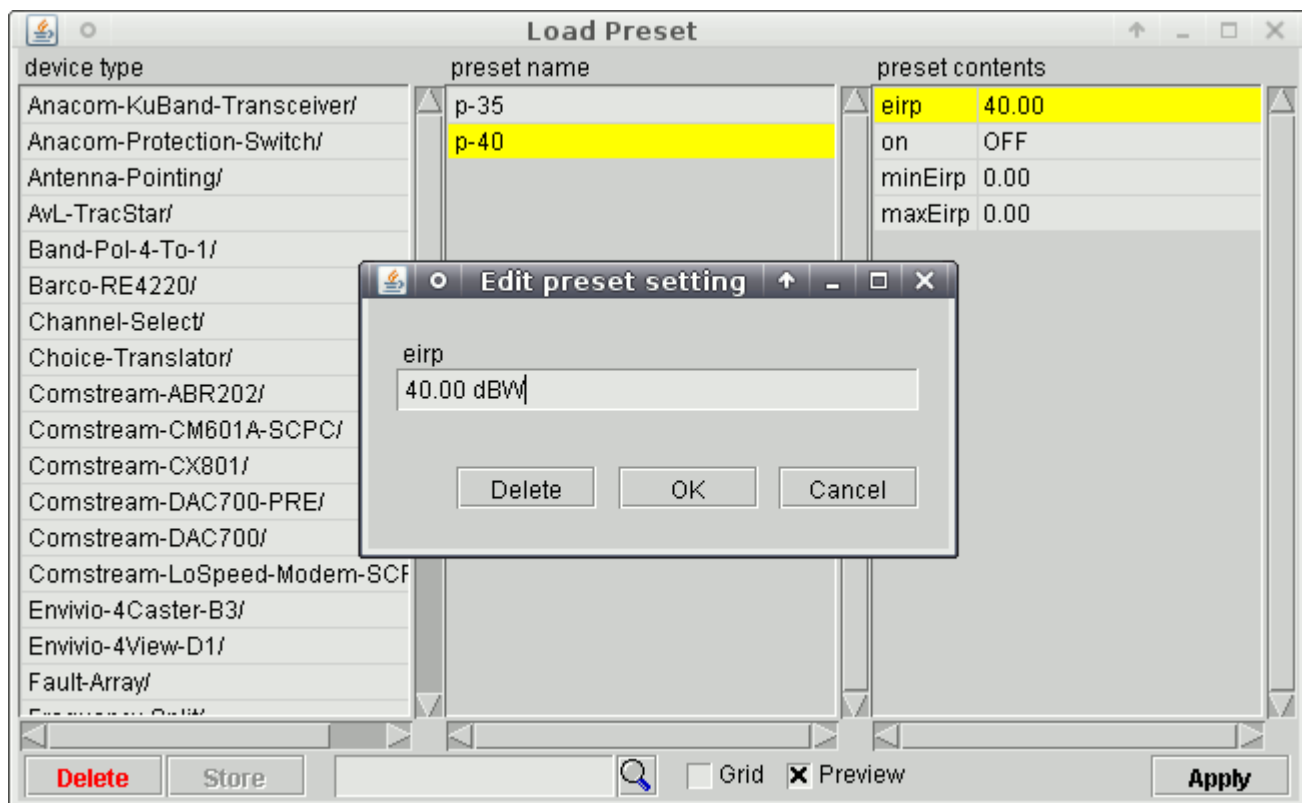 Load Preset
device type
preset name
preset contents
Anacom-KuBand-Transceiver/
Anacom-Protection-Switch/
Antenna-Pointing/
AvL-TracStar/
Band-Pol-4-To-1/
Barco-RE4220/
Channel-Select/
Choice-Translator/
Comstream-ABR202/
Comstream-CM601A-SCPC/
Comstream-CX801/
Comstream-DAC700-PRE/
Comstream-DAC700/
Comstream-LoSpeed-Modem-SCP
Envivio-4Caster-B3/
Envivio-4View-D1/
Fault-Array/
p-35
p-40
eirp 40.00
on OFF
minEirp 0.00
maxEirp 0.00
Edit preset setting
eirp
40.00 dBW
Delete OK Cancel
Delete Store Grid Preview Apply